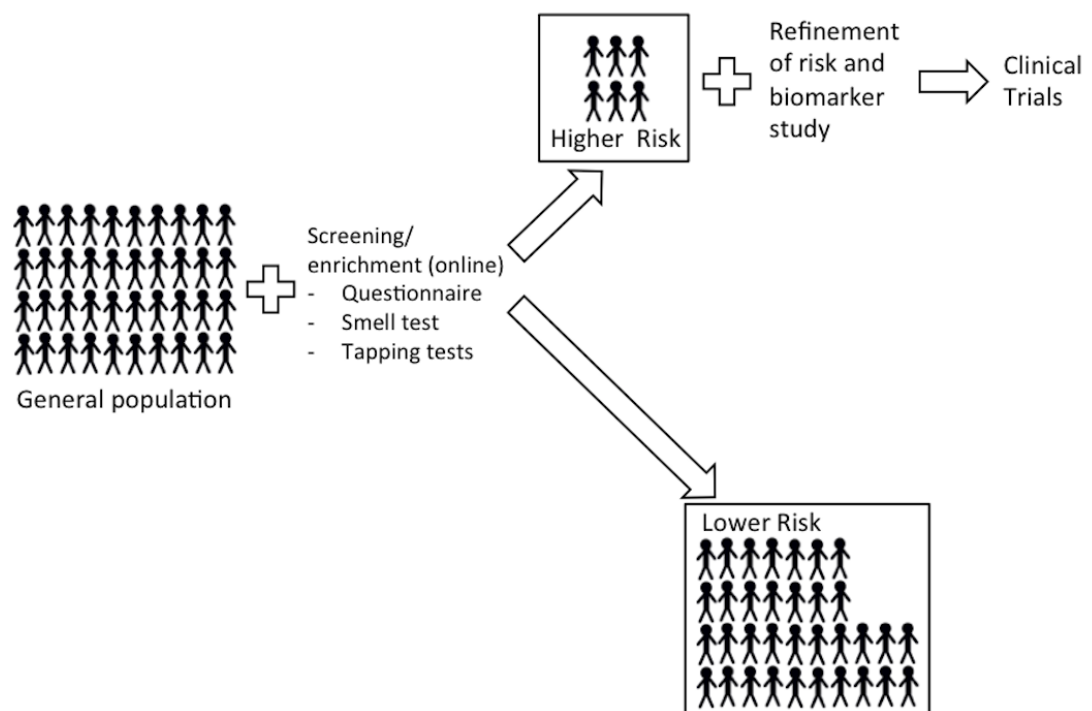 General population
Screening/
enrichment (online)
- Questionnaire
- Smell test
- Tapping tests
Higher Risk
Refinement
of risk and
biomarker
study
Clinical
Trials
Lower Risk